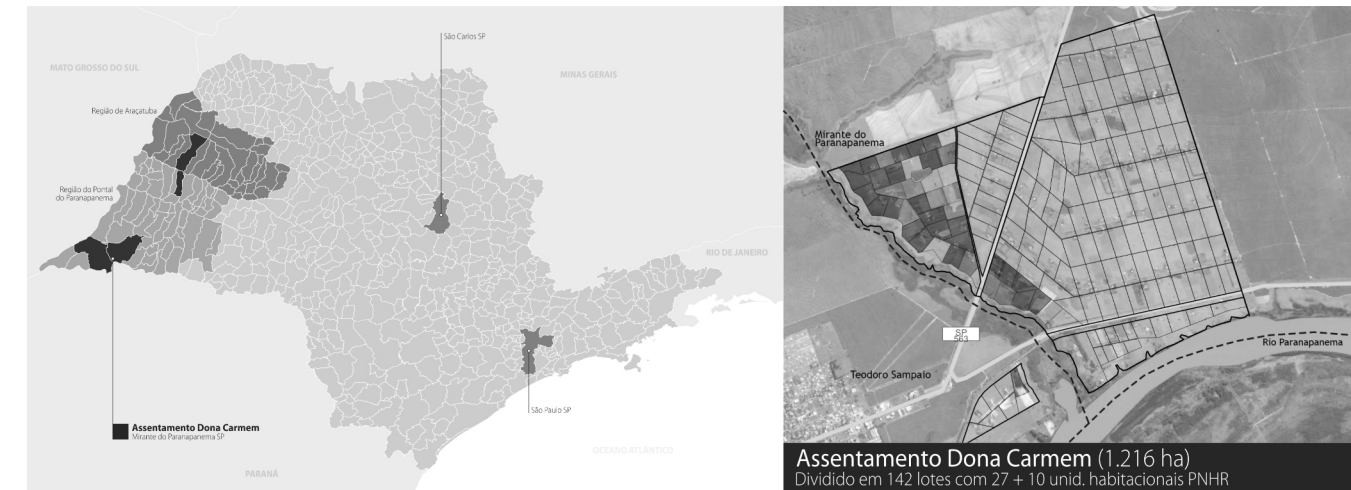 São Carlos SP
MATO GROSSO DO SUL
MINAS GERAIS
Região de Araçatuba
Região do Pontal
do Paranapanema
RIO DE JANEIRO
São Paulo SP
Assentamento Dona Carmem
Mirante do Paranapanema SP
OCEANO ATLÂNTICO
PARANÁ
Mirante do
Paranapanema
SP
563
Rio Paranapanema
Teodoro Sampaio
Assentamento Dona Carmem (1.216 ha)
Dividido em 142 lotes com 27 + 10 unid. habitacionais PNHR